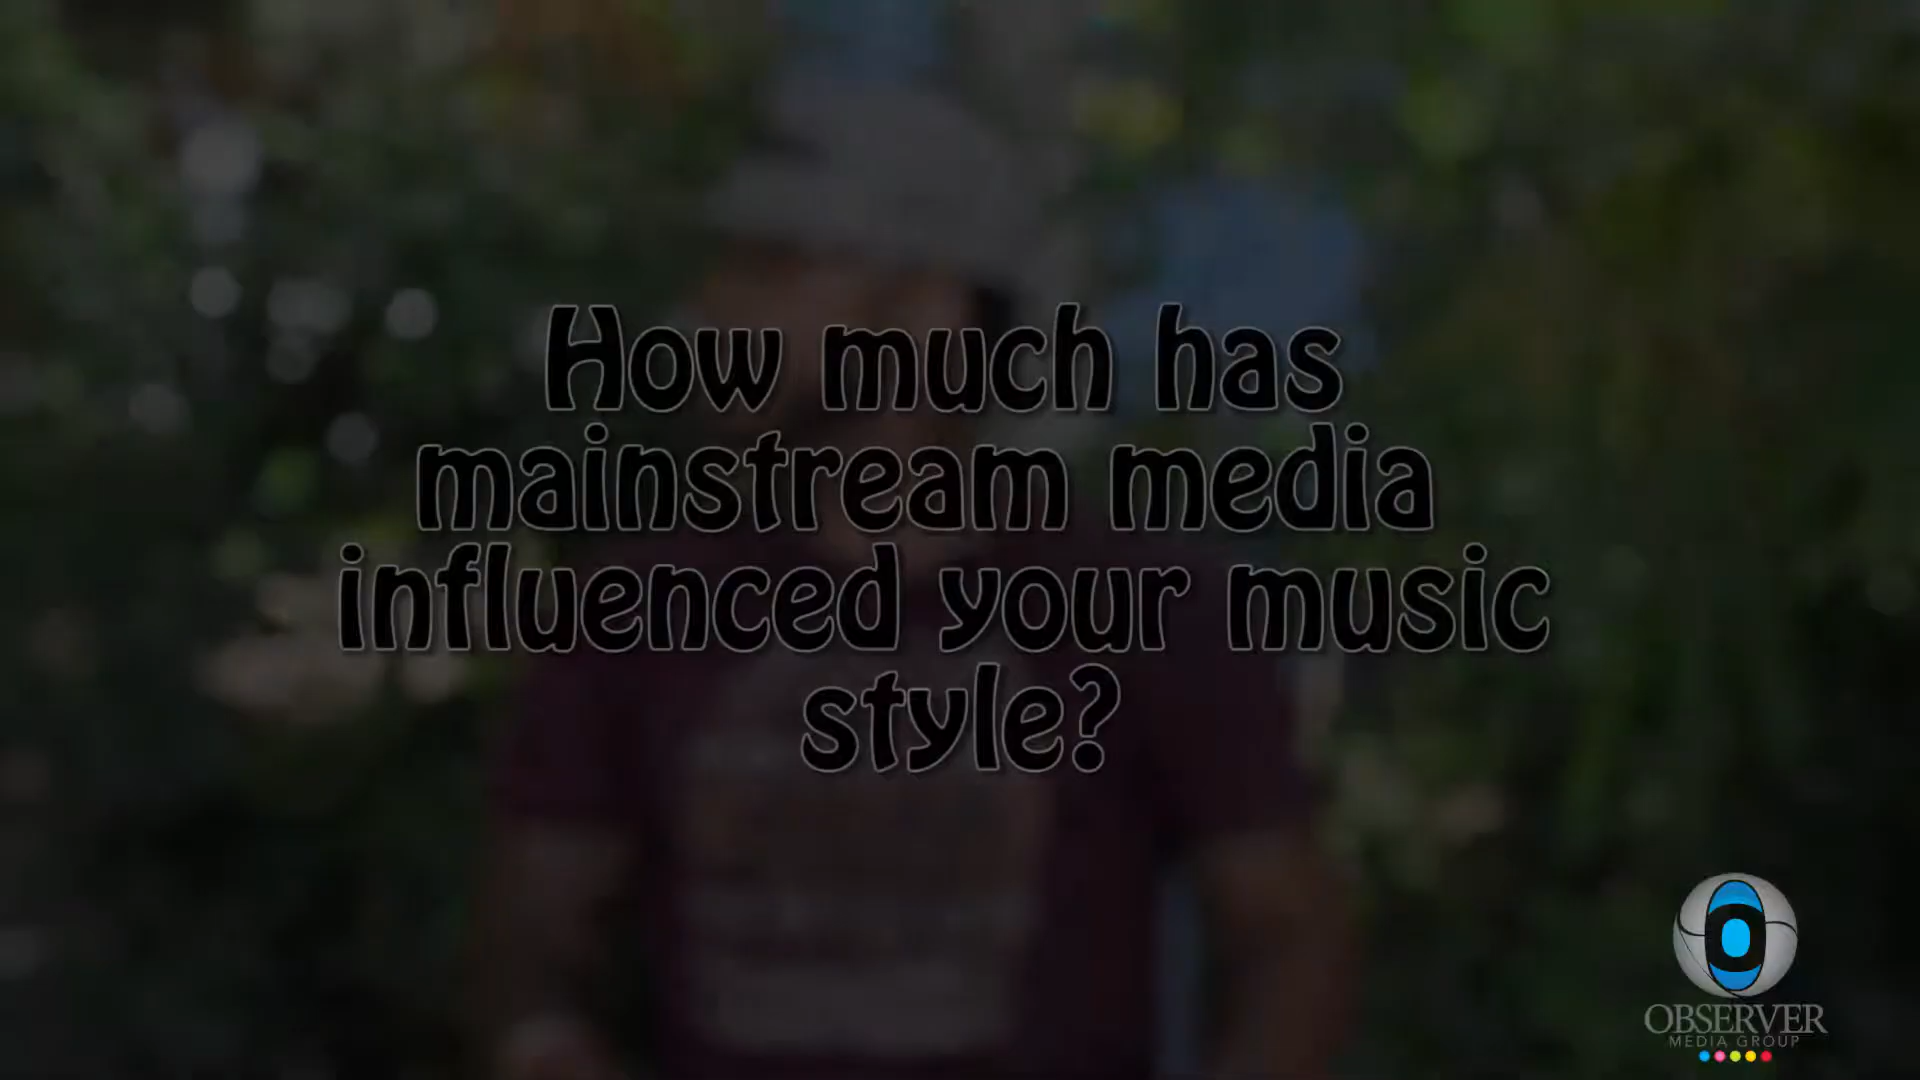 How much has
mainstream media
influenced your music
style?
OBSERVER
MEDIA GROUP